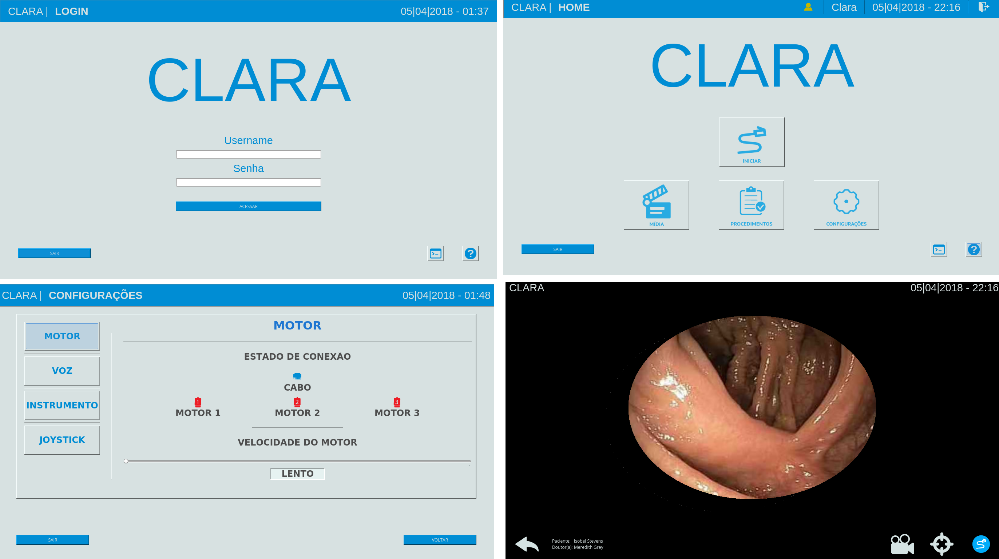 CLARA | LOGIN 05|04|2018 - 01:37
CLARA
Username
Senha
ACESSAR
SAIR
>_ ?
CLARA | HOME Clara 05|04|2018 - 22:16
CLARA
INICIAR
MÍDIA PROCEDIMENTOS CONFIGURAÇÕES
SAIR
>_ ?
CLARA | CONFIGURAÇÕES 05|04|2018 - 01:48
MOTOR
VOZ
INSTRUMENTO
JOYSTICK
MOTOR
ESTADO DE CONEXÃO
CABO
1 2 3
MOTOR 1 MOTOR 2 MOTOR 3
VELOCIDADE DO MOTOR
LENTO
SAIR VOLTAR
CLARA 05|04|2018 - 22:16
Paciente: Isobel Stevens
Doutor(a): Meredith Grey